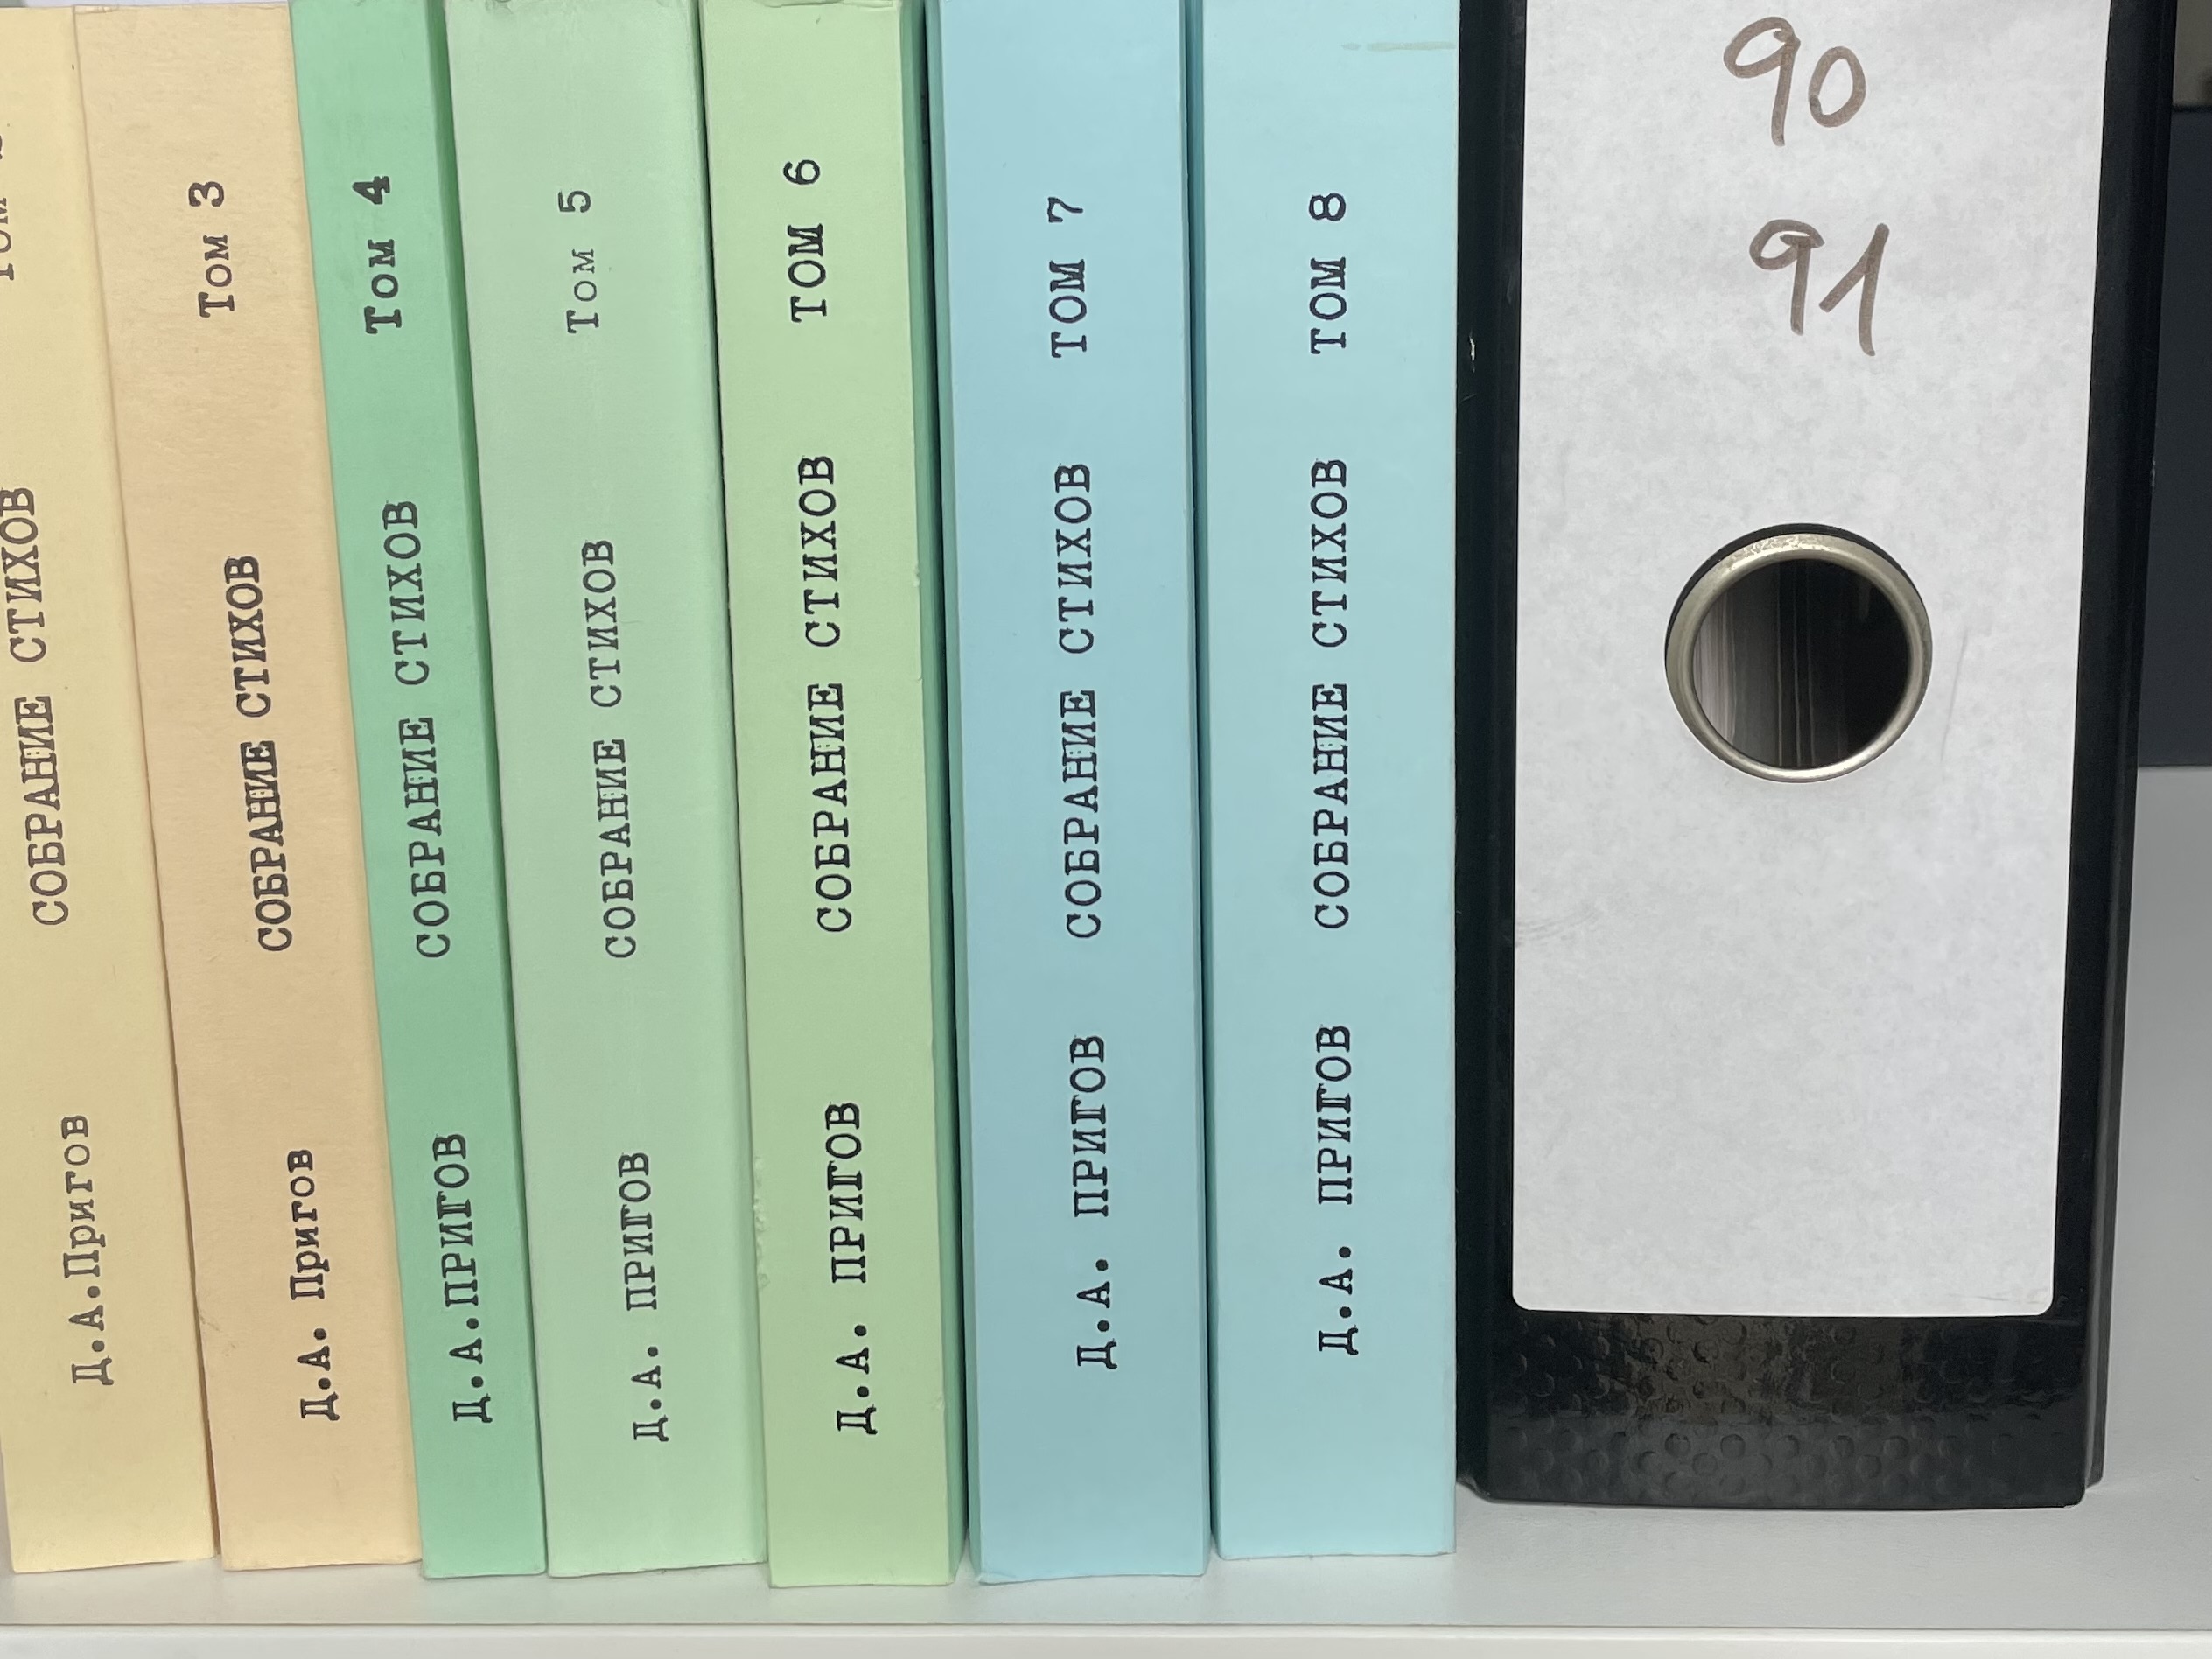 Д.А.Пригов СОБРАНИЕ СТИХОВ
Д.А. Пригов СОБРАНИЕ СТИХОВ Том 3
Д.А.ПРИГОВ СОБРАНИЕ СТИХОВ Том 4
Д.А. ПРИГОВ СОБРАНИЕ СТИХОВ Том 5
Д.А. ПРИГОВ СОБРАНИЕ СТИХОВ ТОМ 6
Д.А. ПРИГОВ СОБРАНИЕ СТИХОВ ТОМ 7
Д.А. ПРИГОВ СОБРАНИЕ СТИХОВ ТОМ 8
90
91